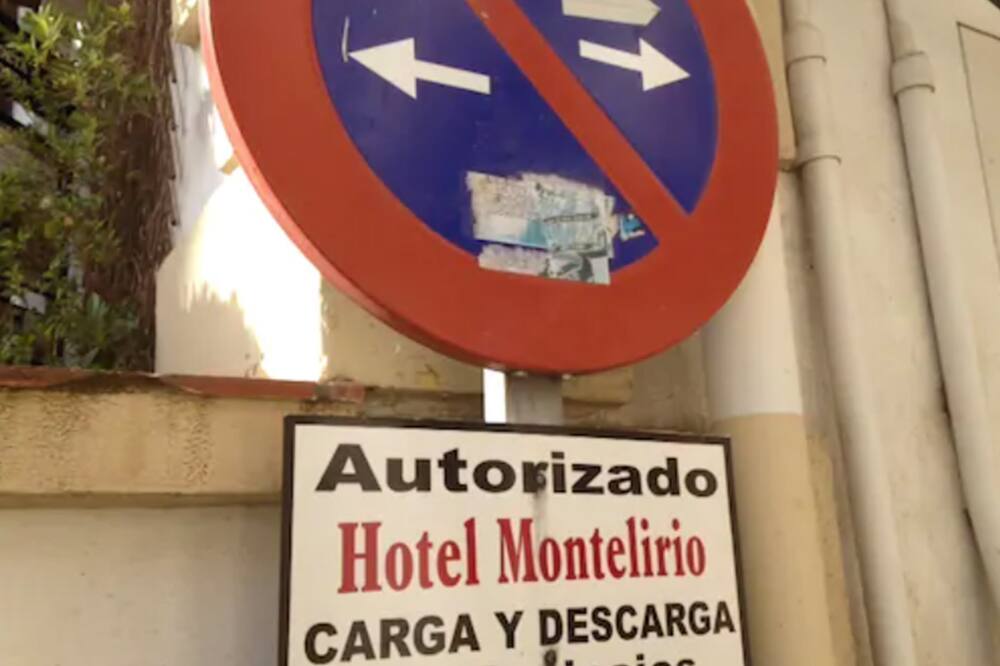 Autorizado
Hotel Montelirio
CARGA Y DESCARGA